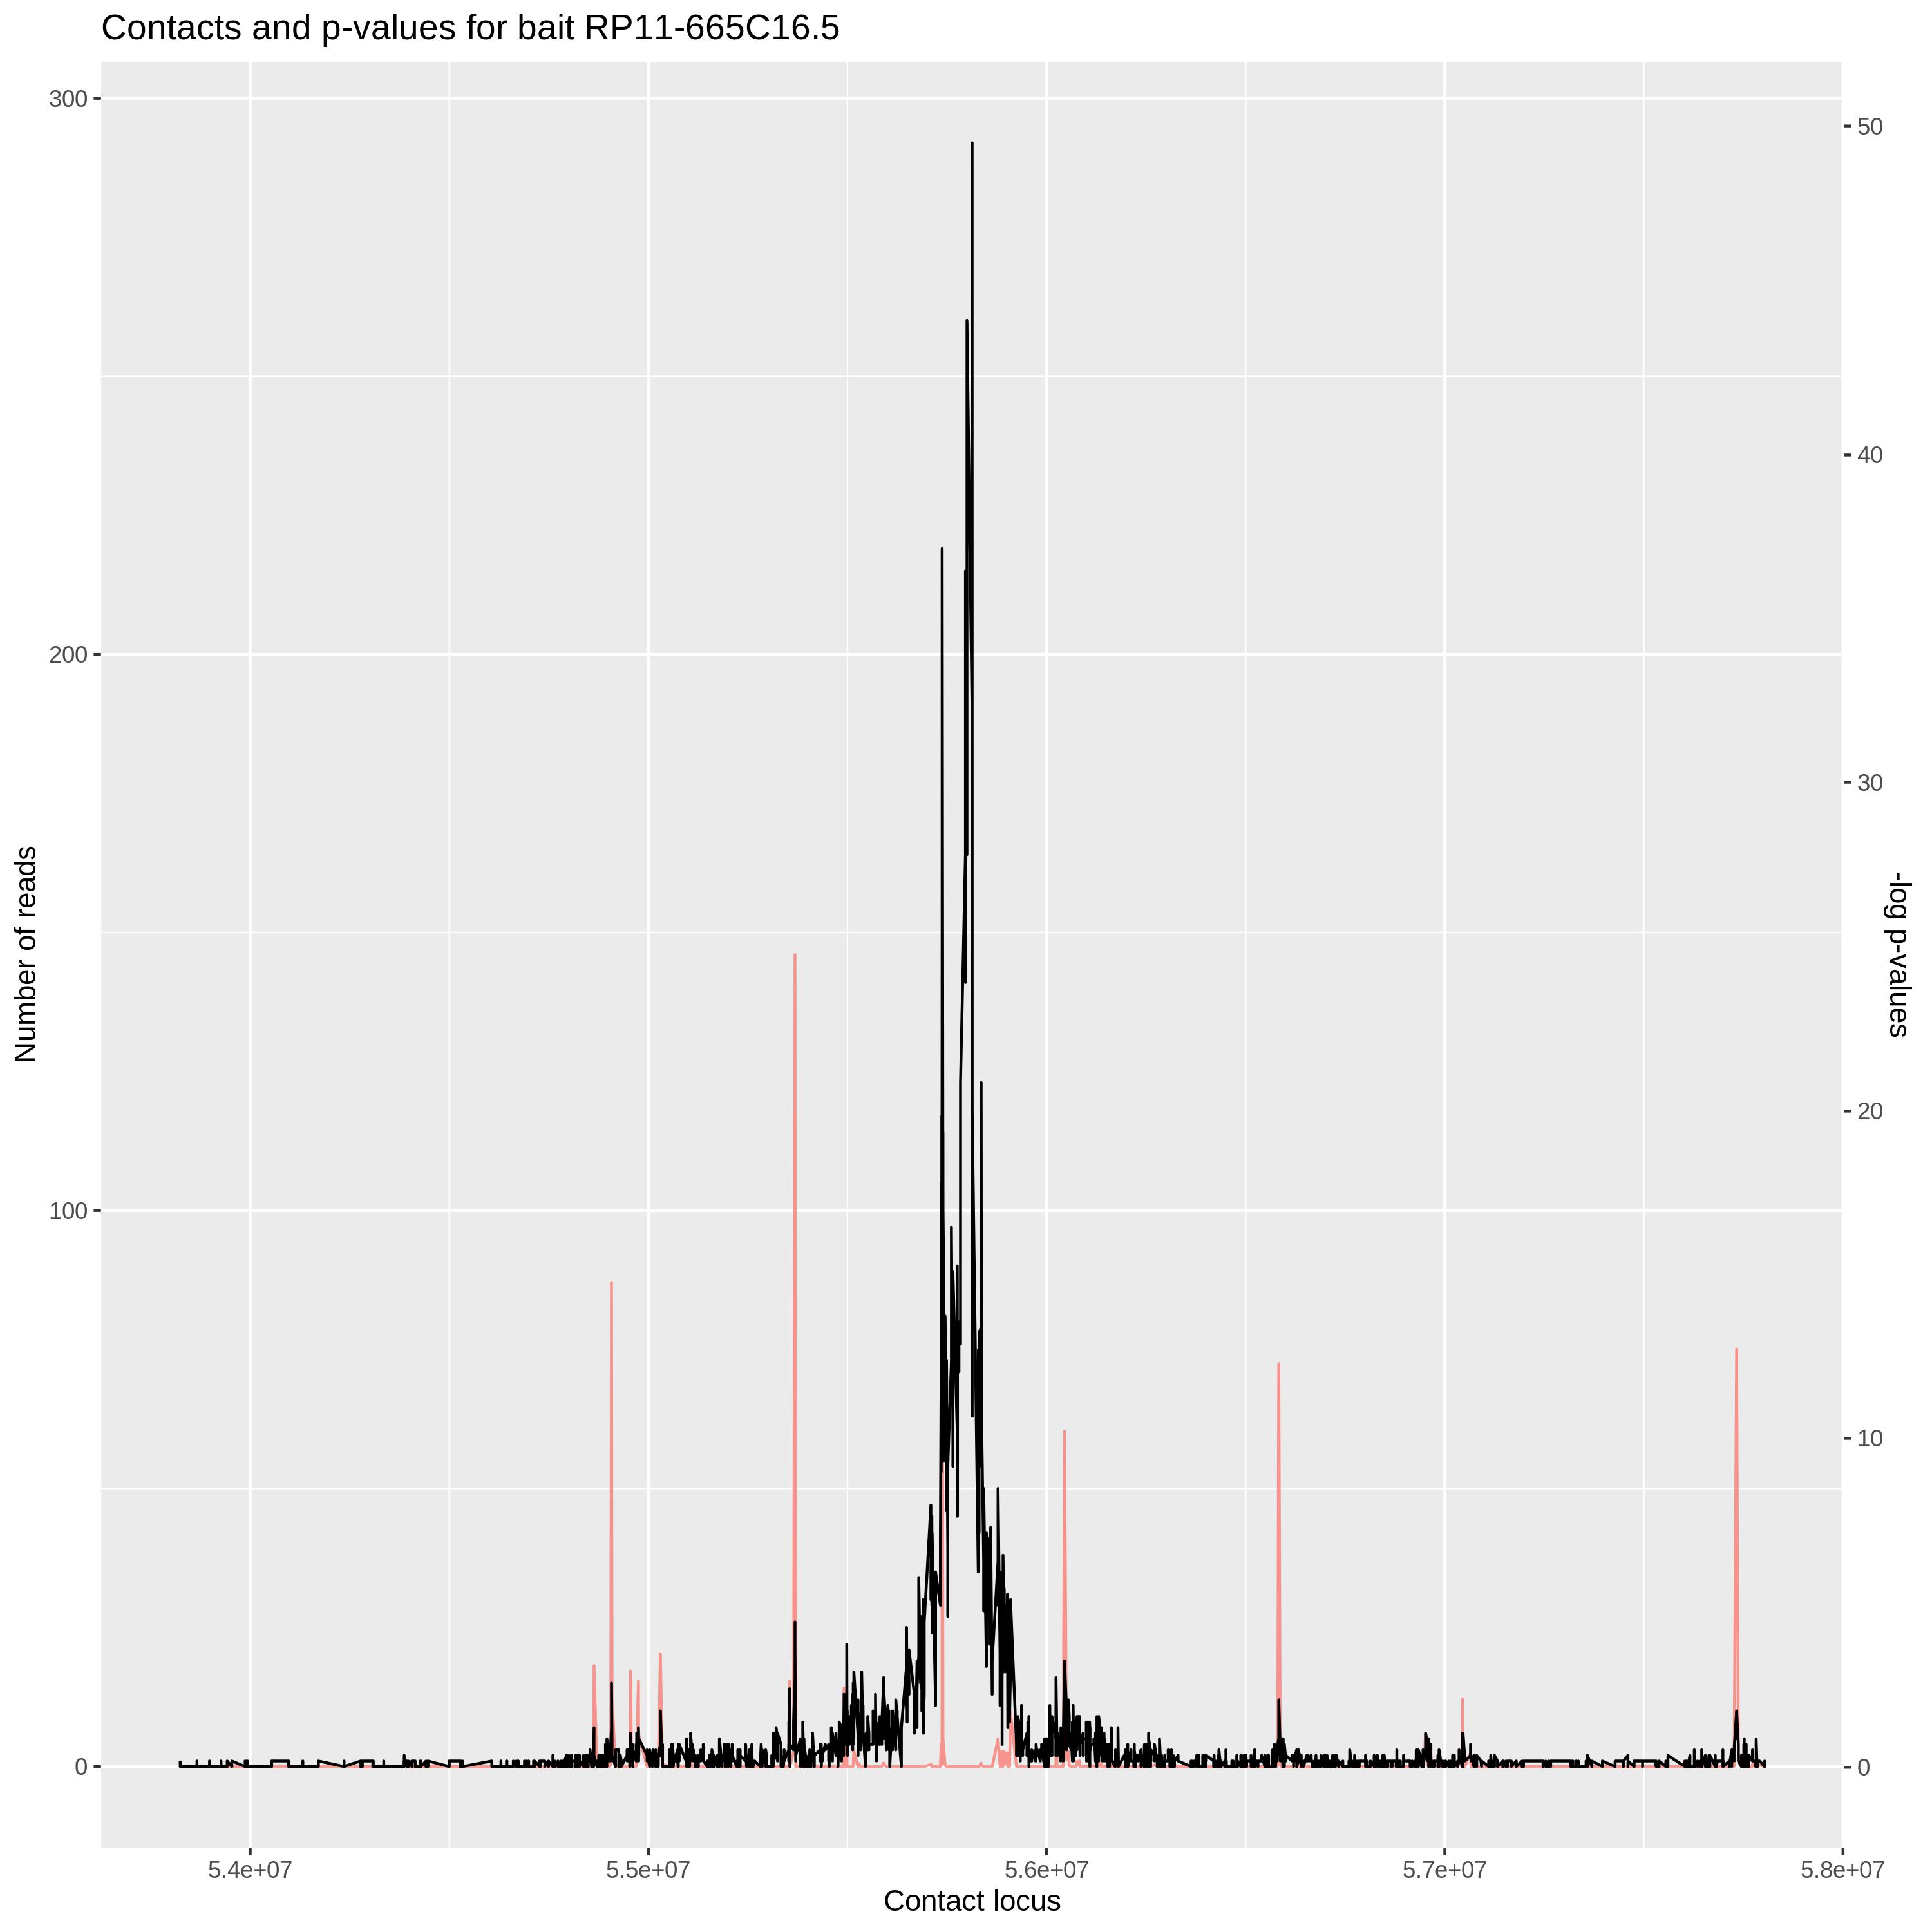 Contacts and p-values for bait RP11-665C16.5
300
200
100
0
Number of reads
50
40
30
20
10
0
-log p-values
5.4e+07 5.5e+07 5.6e+07 5.7e+07 5.8e+07
Contact locus